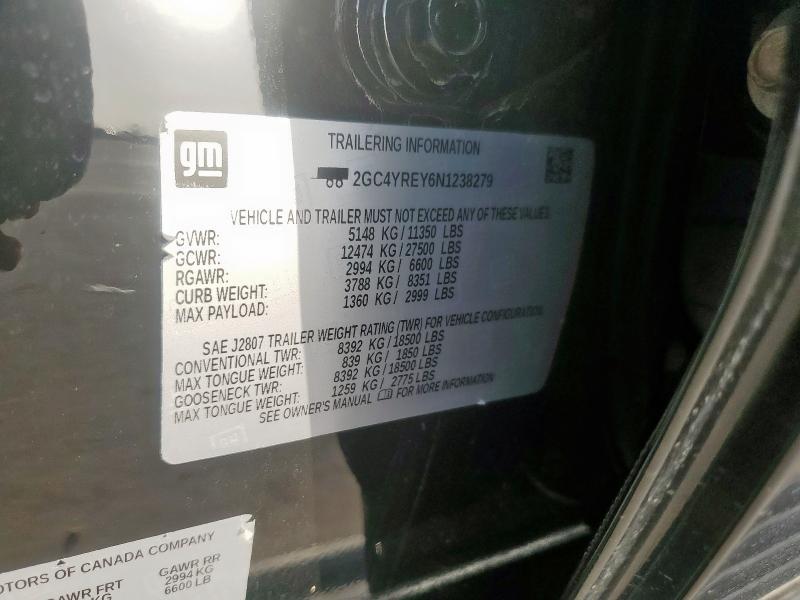 gm
TRAILERING INFORMATION
2GC4YREY6N1238279
VEHICLE AND TRAILER MUST NOT EXCEED ANY OF THESE VALUES.
GVWR: 5148 KG/11350 LBS
GCWR: 12474 KG/27500 LBS
RGAWR: 2994 KG/ 6600 LBS
CURB WEIGHT: 3788 KG/ 8351 LBS
MAX PAYLOAD: 1360 KG/ 2999 LBS
SAE J2807 TRAILER WEIGHT RATING (TWR) FOR VEHICLE CONFIGURATION.
CONVENTIONAL TWR: 8392 KG/18500 LBS
MAX TONGUE WEIGHT: 839 KG/ 1850 LBS
GOOSENECK TWR: 8392 KG/18500 LBS
MAX TONGUE WEIGHT: 1259 KG/ 2775 LBS
SEE OWNER'S MANUAL FOR MORE INFORMATION
GM
OTORS OF CANADA COMPANY
AWR FRT GAWR RR
KG 2994 KG
6600 LB